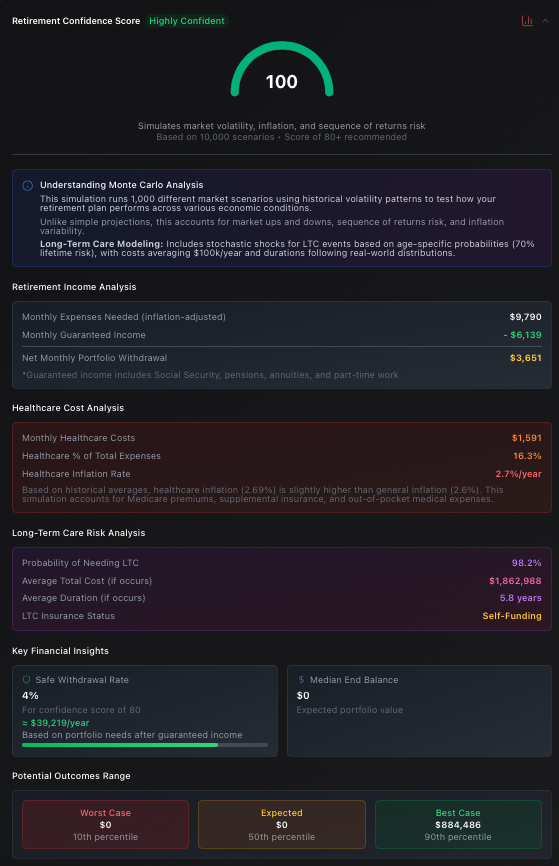 Retirement Confidence Score Highly Confident
100
Simulates market volatility, inflation, and sequence of returns risk
Based on 10,000 scenarios • Score of 80+ recommended
Understanding Monte Carlo Analysis
This simulation runs 1,000 different market scenarios using historical volatility patterns to test how your
retirement plan performs across various economic conditions.
Unlike simple projections, this accounts for market ups and downs, sequence of returns risk, and inflation
variability.
Long-Term Care Modeling: Includes stochastic shocks for LTC events based on age-specific probabilities (70%
lifetime risk), with costs averaging $100k/year and durations following real-world distributions.
Retirement Income Analysis
Monthly Expenses Needed (inflation-adjusted) $9,790
Monthly Guaranteed Income - $6,139
Net Monthly Portfolio Withdrawal $3,651
*Guaranteed income includes Social Security, pensions, annuities, and part-time work
Healthcare Cost Analysis
Monthly Healthcare Costs $1,591
Healthcare % of Total Expenses 16.3%
Healthcare Inflation Rate 2.7%/year
Based on historical averages, healthcare inflation (2.69%) is slightly higher than general inflation (2.6%). This
simulation accounts for Medicare premiums, supplemental insurance, and out-of-pocket medical expenses.
Long-Term Care Risk Analysis
Probability of Needing LTC 98.2%
Average Total Cost (if occurs) $1,862,988
Average Duration (if occurs) 5.8 years
LTC Insurance Status Self-Funding
Key Financial Insights
Safe Withdrawal Rate
4%
For confidence score of 80
≈ $39,219/year
Based on portfolio needs after guaranteed income
$ Median End Balance
$0
Expected portfolio value
Potential Outcomes Range
Worst Case
$0
10th percentile
Expected
$0
50th percentile
Best Case
$884,486
90th percentile